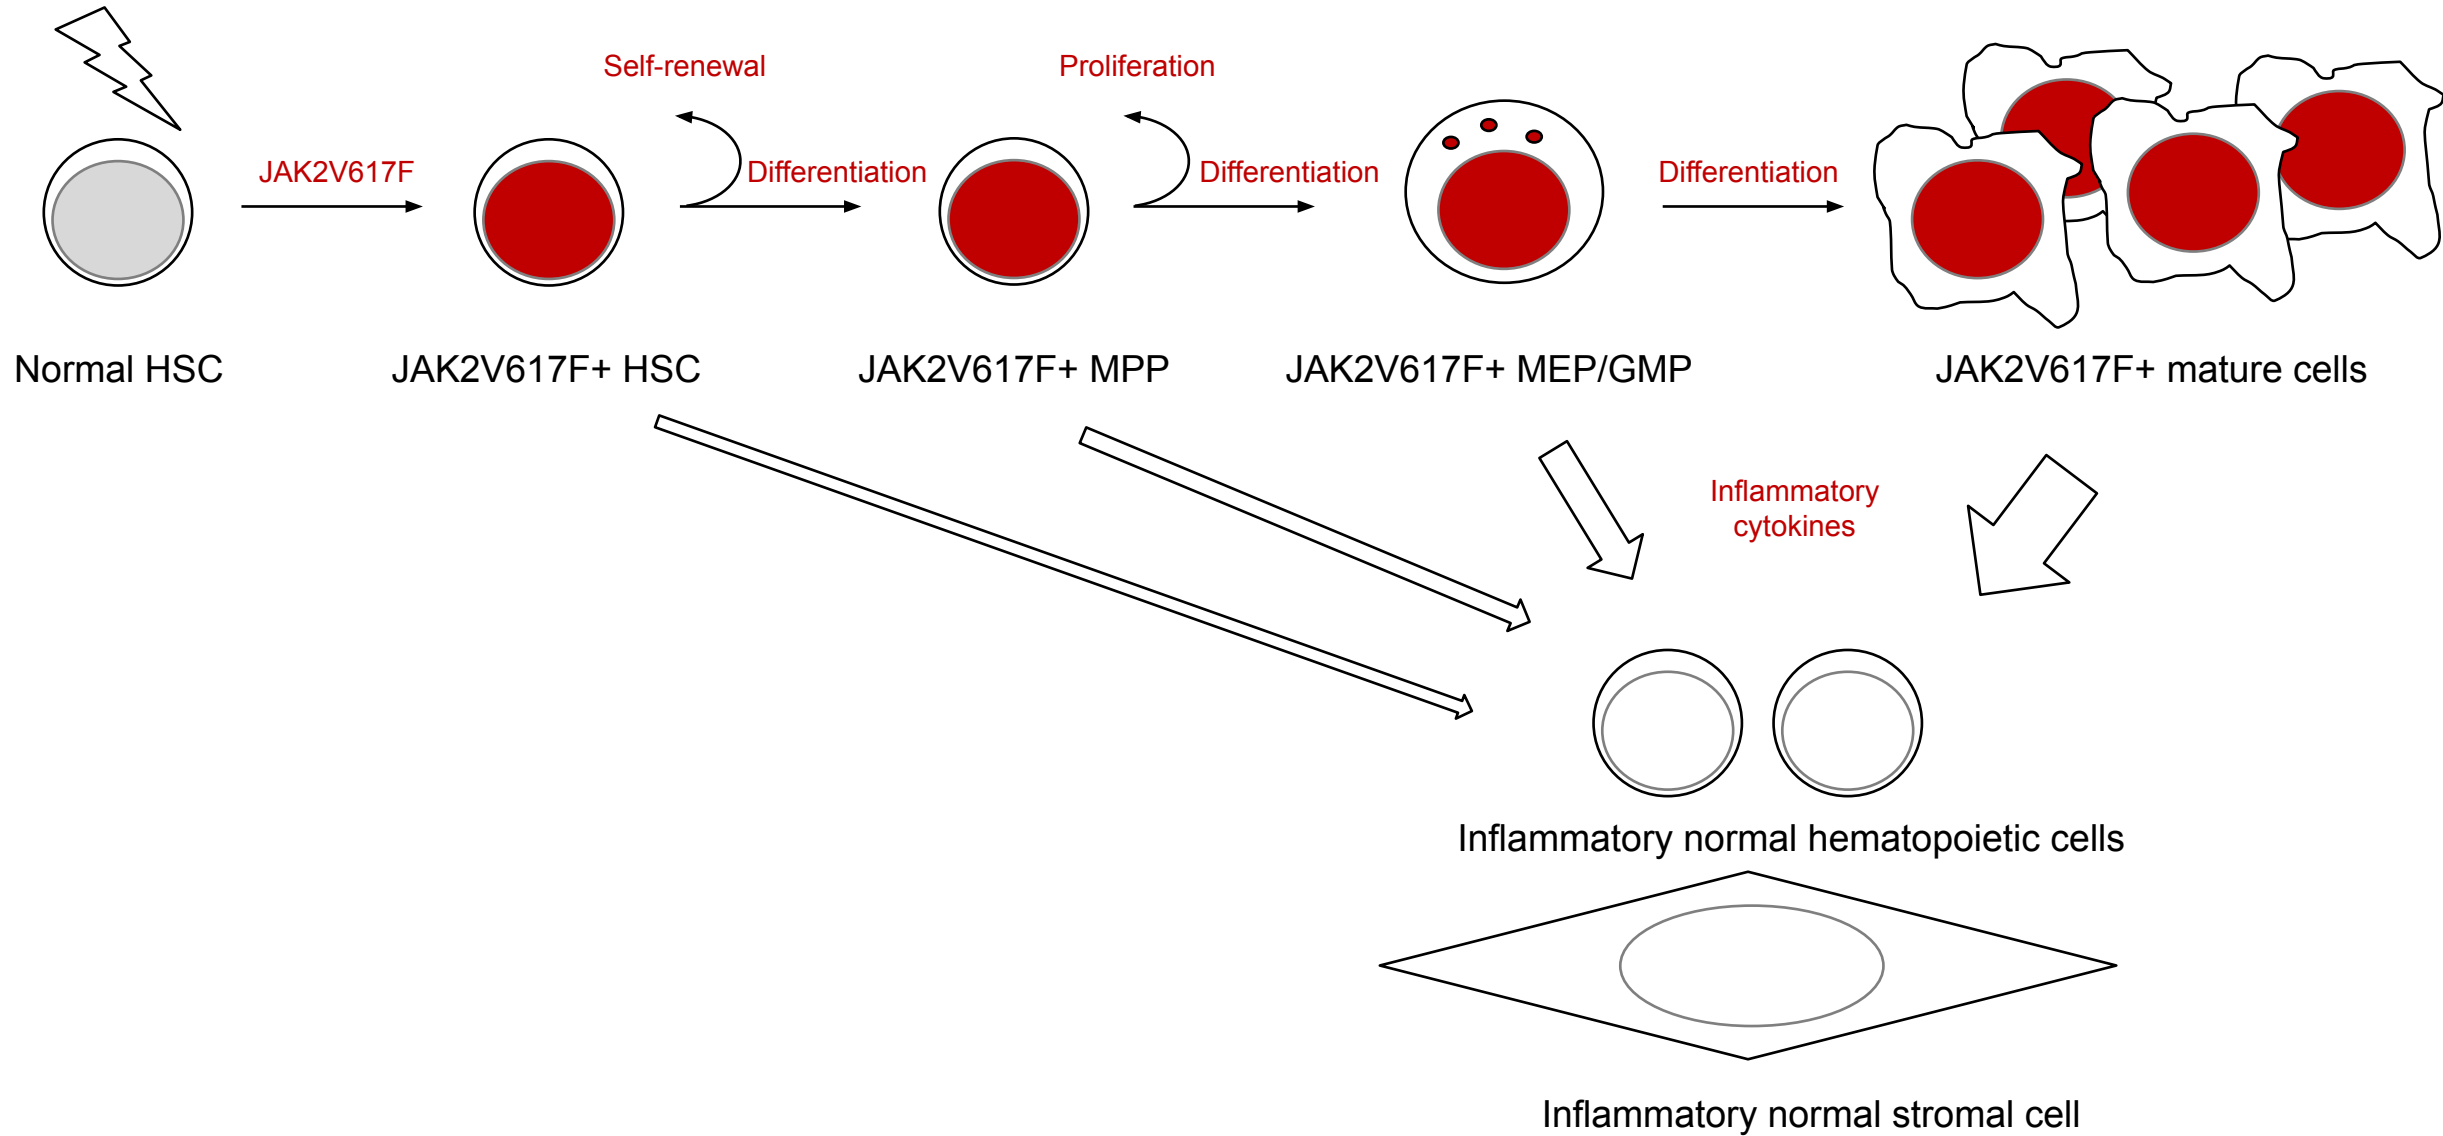 Self-renewal
Proliferation
JAK2V617F
Differentiation
Differentiation
Differentiation
Normal HSC
JAK2V617F+ HSC
JAK2V617F+ MPP
JAK2V617F+ MEP/GMP
JAK2V617F+ mature cells
Inflammatory
cytokines
Inflammatory normal hematopoietic cells
Inflammatory normal stromal cell